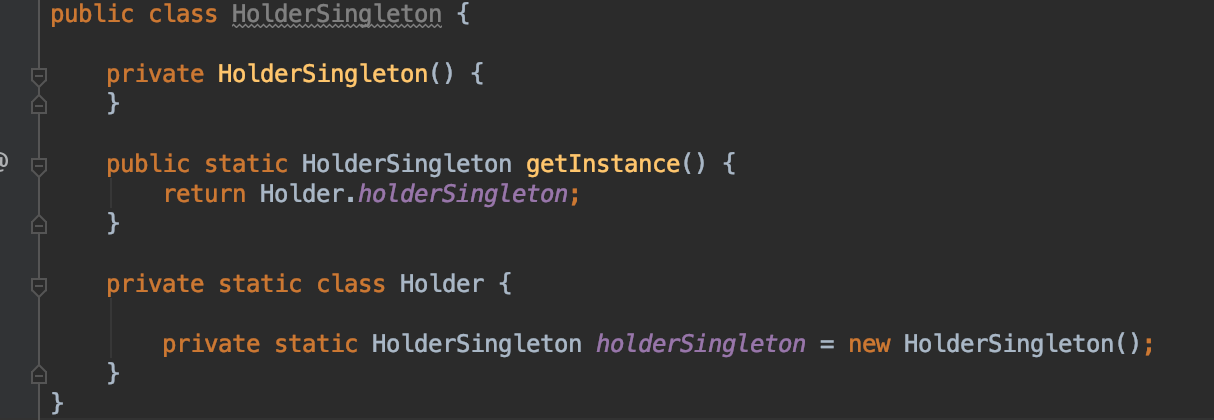 public class HolderSingleton {
private HolderSingleton() {
}
@
public static HolderSingleton getInstance() {
return Holder.holderSingleton;
}
private static class Holder {
private static HolderSingleton holderSingleton = new HolderSingleton();
}
}